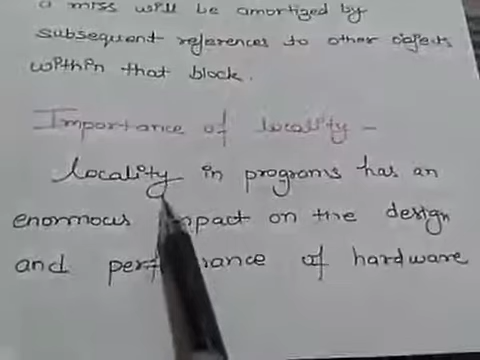 a miss will be amortized by
subsequent references to other objects
within that block.
Importance of locality -
locality in programs has an
enormous impact on the design
and performance of hardware